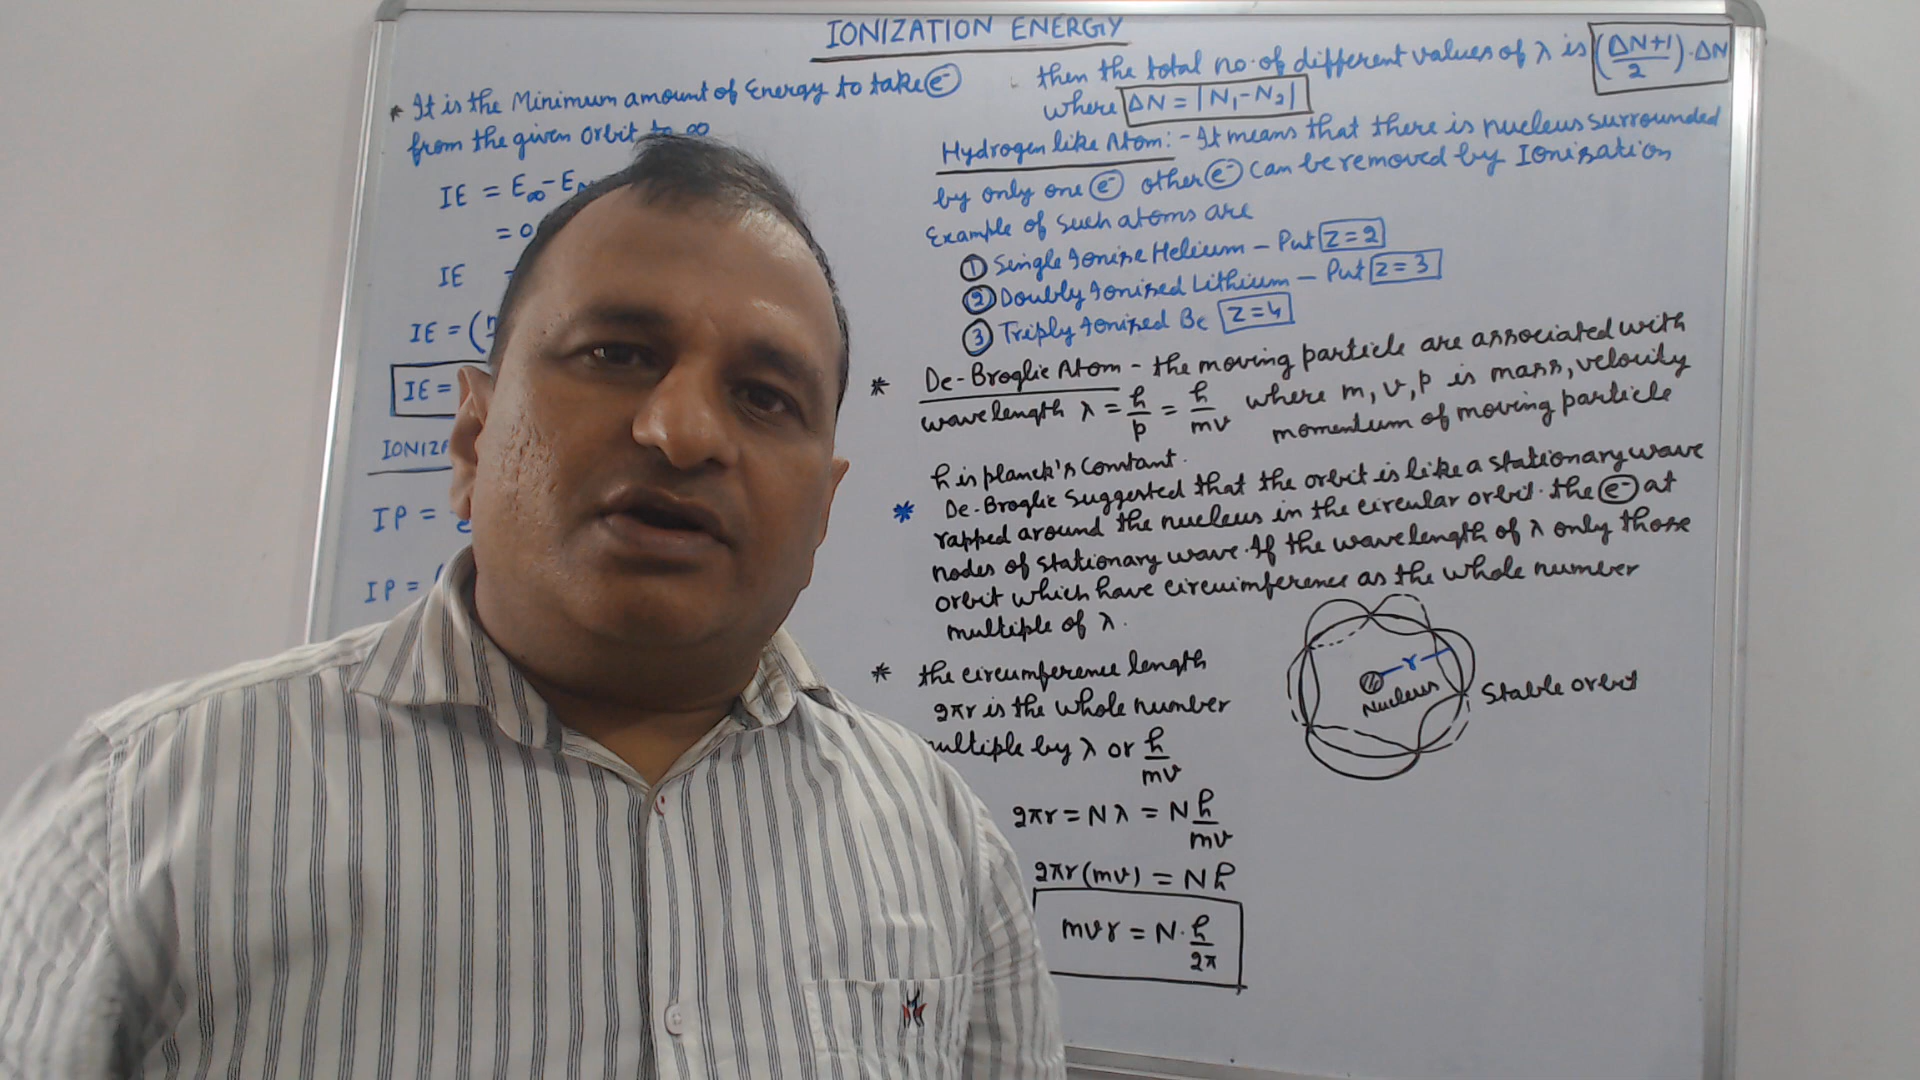 IONIZATION ENERGY
* It is the Minimum amount of Energy to take e⁻
from the given orbit to ∞
IE = E∞ - E
= 0
IE
IE = (
IE =
IP =
IP =
then the total no. of different values of λ is (ΔN+1/2)·ΔN
where ΔN = |N₁-N₂|
Hydrogen like Atom:- It means that there is nucleus surrounded
by only one e⁻ other e⁻ can be removed by Ionization
Example of such atoms are
① Single Ionize Helium - Put Z=2
② Doubly Ionized Lithium - Put Z=3
③ Triply Ionized Be Z=4
* De-Broglie Atom - the moving particle are associated with
wavelength λ = h/p = h/mv where m, v, p is mass, velocity
momentum of moving particle
h is planck's constant.
* De-Broglie suggested that the orbit is like a stationary wave
rapped around the nucleus in the circular orbit. the e⁻ at
nodes of stationary wave. If the wavelength of λ only those
orbit which have circumference as the whole number
multiple of λ.
* the circumference length
2πr is the whole number
multiple by λ or h/mv
2πr = Nλ = N h/mv
2πr(mv) = Nh
mvr = N· h/2π
r
Nucleus
Stable orbit